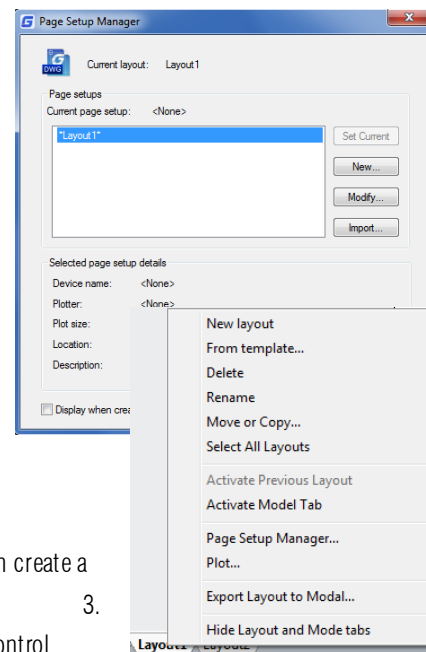 Page Setup Manager
DWG
Current layout: Layout1
Page setups
Current page setup: <None>
*Layout1*
Set Current
New...
Modify...
Import...
Selected page setup details
Device name: <None>
Plotter: <None>
Plot size:
Location:
Description:
Display when crea
New layout
From template...
Delete
Rename
Move or Copy...
Select All Layouts
Activate Previous Layout
Activate Model Tab
Page Setup Manager...
Plot...
Export Layout to Modal...
Hide Layout and Mode tabs
n create a
3.
ontrol
Layout1 Layout2